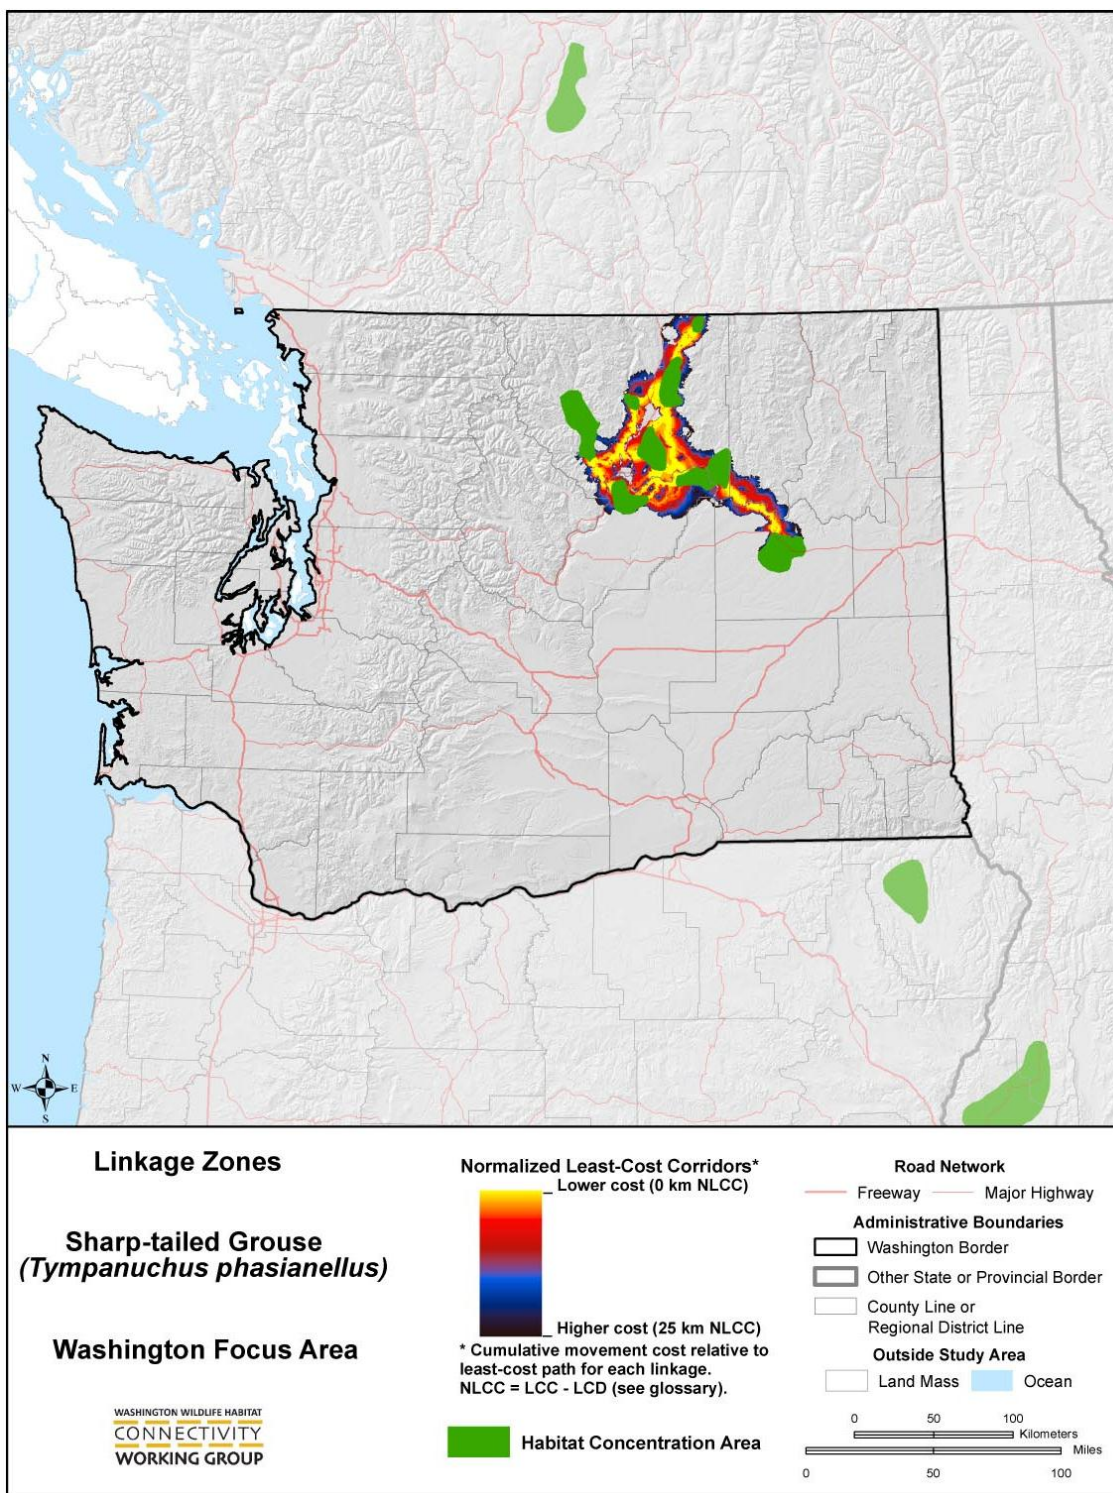 N
W E
S
Linkage Zones
Sharp-tailed Grouse
(Tympanuchus phasianellus)
Washington Focus Area
WASHINGTON WILDLIFE HABITAT
CONNECTIVITY
WORKING GROUP
Normalized Least-Cost Corridors*
Lower cost (0 km NLCC)
Higher cost (25 km NLCC)
* Cumulative movement cost relative to
least-cost path for each linkage.
NLCC = LCC - LCD (see glossary).
Habitat Concentration Area
Road Network
Freeway Major Highway
Administrative Boundaries
Washington Border
Other State or Provincial Border
County Line or
Regional District Line
Outside Study Area
Land Mass Ocean
0 50 100
Kilometers
Miles
0 50 100